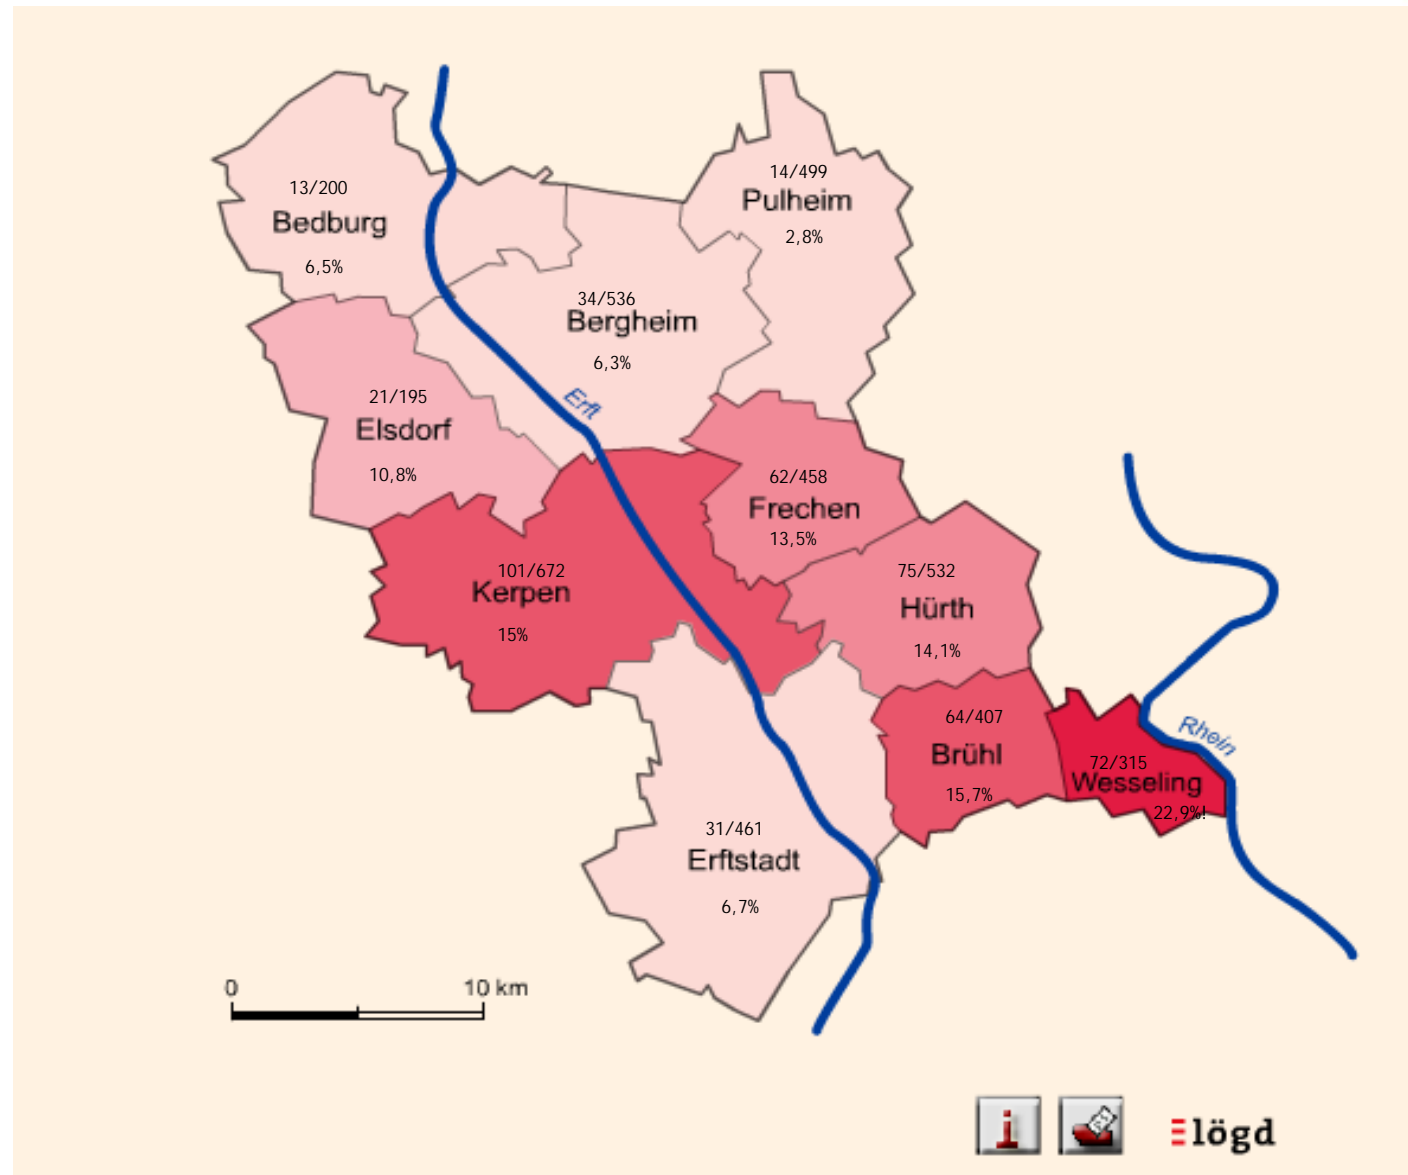 13/200
Bedburg
6,5%
14/499
Pulheim
2,8%
34/536
Bergheim
6,3%
21/195
Elsdorf
10,8%
Erft
62/458
Frechen
13,5%
101/672
Kerpen
15%
75/532
Hürth
14,1%
64/407
Brühl
15,7%
Rhein
72/315
Wesseling
22,9%!
31/461
Erftstadt
6,7%
0 10 km
i
lögd